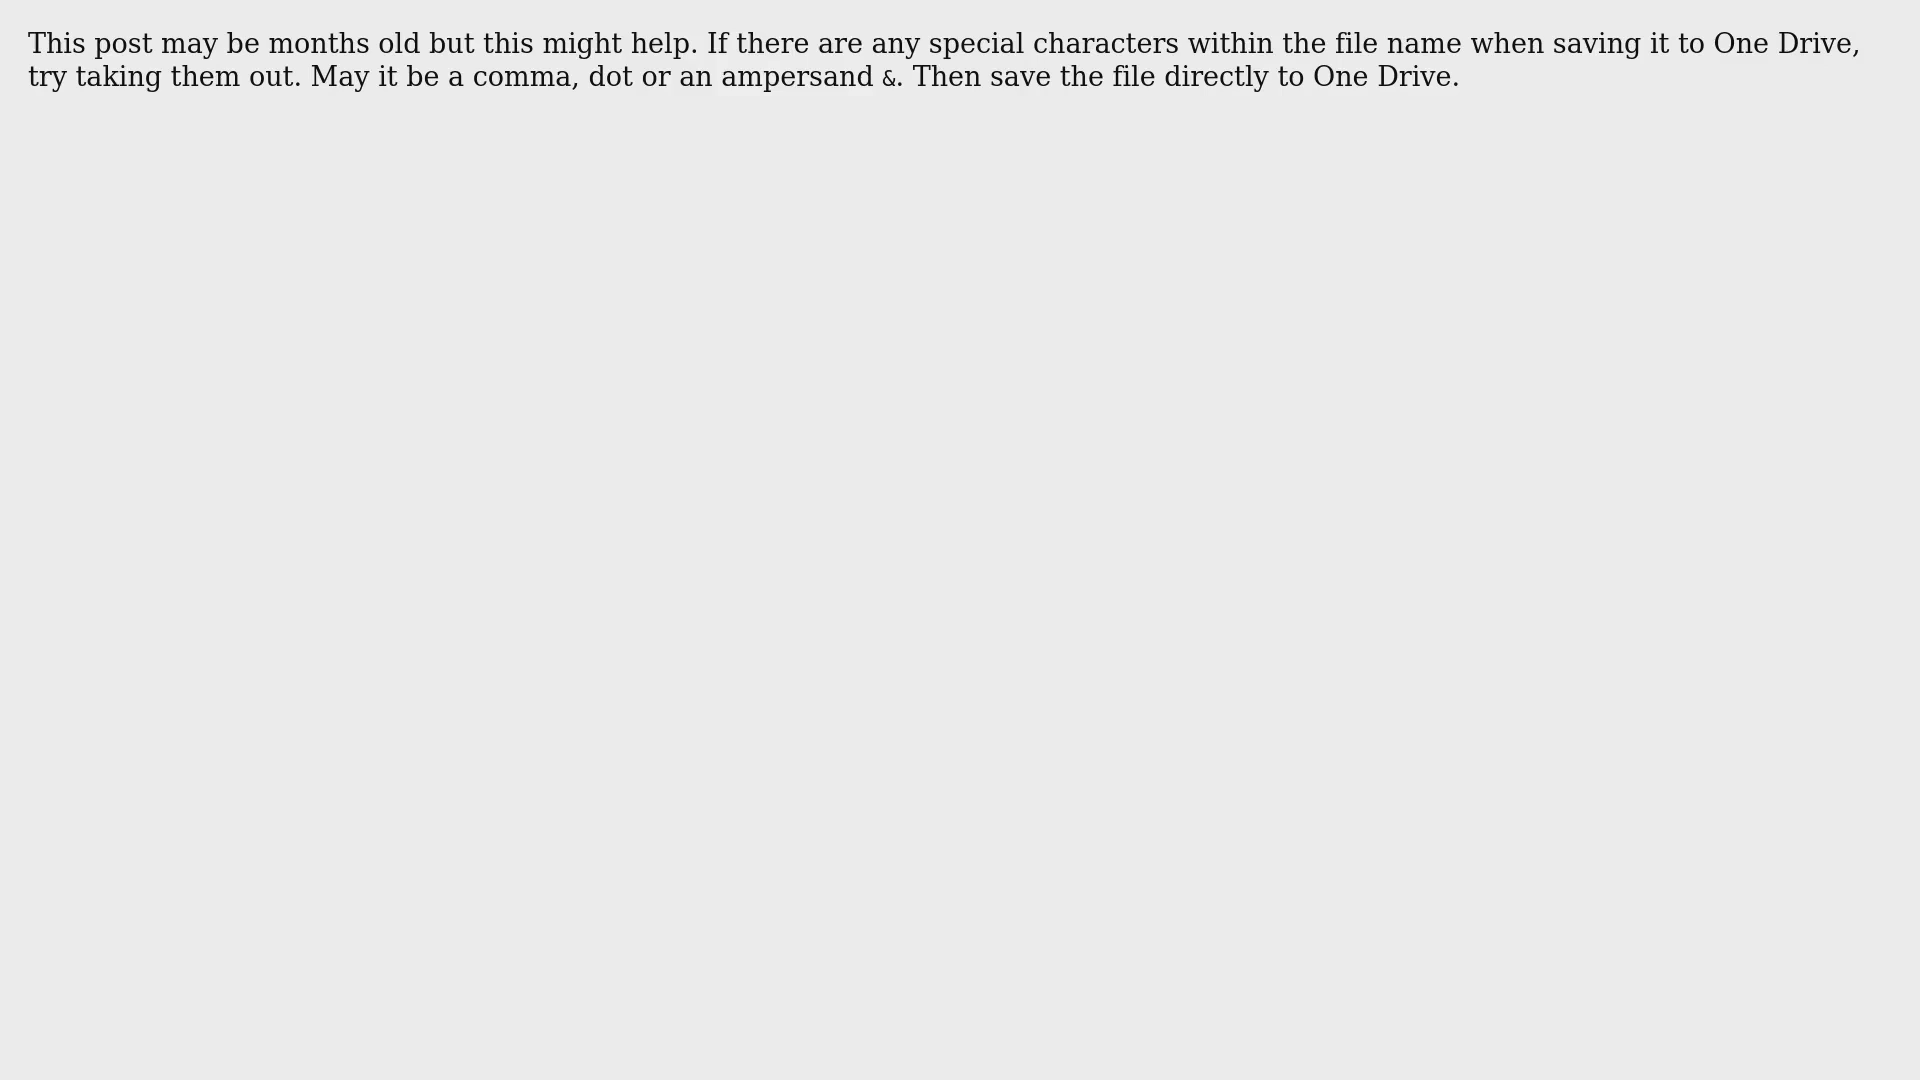 This post may be months old but this might help. If there are any special characters within the file name when saving it to One Drive,
try taking them out. May it be a comma, dot or an ampersand &. Then save the file directly to One Drive.